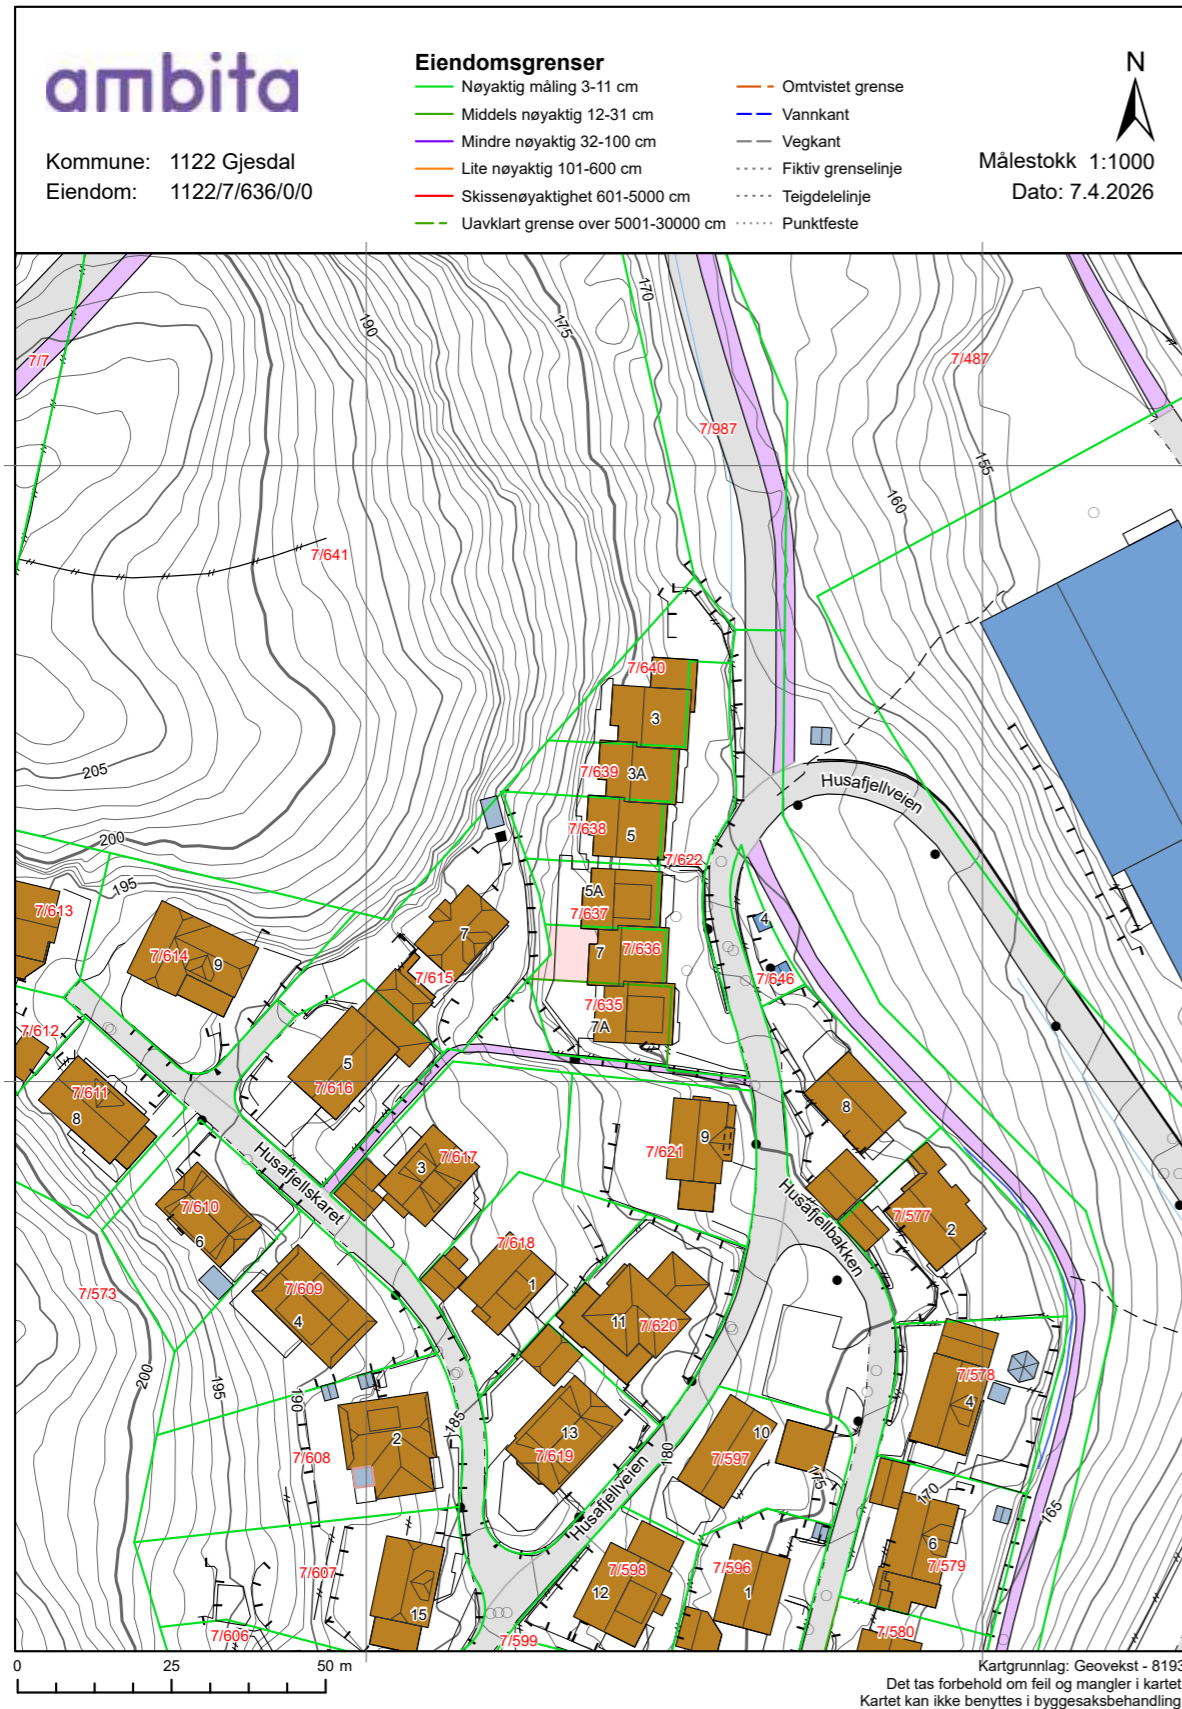 ambita
Kommune: 1122 Gjesdal
Eiendom: 1122/7/636/0/0
Eiendomsgrenser
Nøyaktig måling 3-11 cm
Middels nøyaktig 12-31 cm
Mindre nøyaktig 32-100 cm
Lite nøyaktig 101-600 cm
Skissenøyaktighet 601-5000 cm
Uavklart grense over 5001-30000 cm
Omtvistet grense
Vannkant
Vegkant
Fiktiv grenselinje
Teigdelelinje
Punktfeste
N
Målestokk 1:1000
Dato: 7.4.2026
170
190
175
7/7
7/487
7/987
155
160
7/641
7/640
3
7/639
3A
205
Husafjellveien
7/638
5
200
7/622
195
5A
7/613
7/637
4
7
9
7/614
7
7/636
7/615
7/646
7/635
7A
7/612
5
7/616
7/611
8
8
9
7/621
3
7/617
Husafjellskaret
7/610
6
Husafjellbakken
7/577
2
7/618
1
7/573
7/609
4
11
7/620
200
195
190
7/578
4
185
2
13
7/619
10
7/597
7/608
180
175
170
165
Husafjellveien
6
7/579
7/607
7/598
12
7/596
1
15
7/606
7/599
7/580
0 25 50 m
Kartgrunnlag: Geovekst - 8193
Det tas forbehold om feil og mangler i kartet
Kartet kan ikke benyttes i byggesaksbehandling